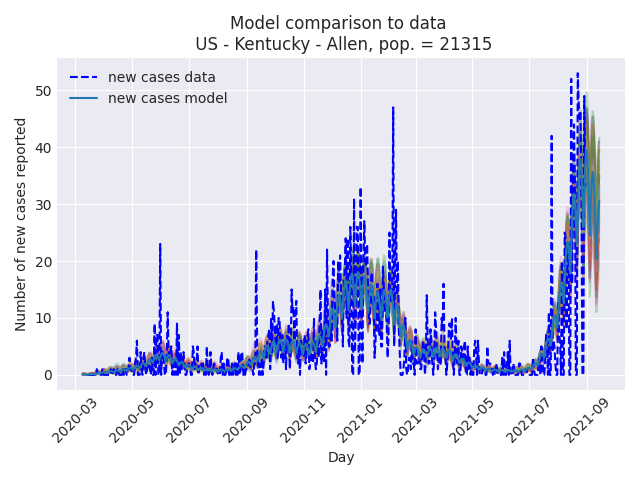 Model comparison to data
US - Kentucky - Allen, pop. = 21315
new cases data
new cases model
Number of new cases reported
50
40
30
20
10
0
2020-03
2020-05
2020-07
2020-09
2020-11
2021-01
2021-03
2021-05
2021-07
2021-09
Day